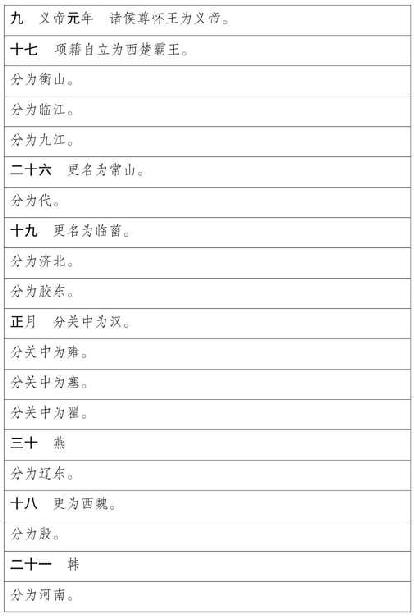 九　义帝元年　诸侯尊怀王为义帝。
十七　项籍自立为西楚霸王。
分为衡山。
分为临江。
分为九江。
二十六　更名为常山。
分为代。
十九　更名为临菑。
分为济北。
分为胶东。
正月　分关中为汉。
分关中为雍。
分关中为塞。
分关中为翟。
三十　燕
分为辽东。
十八　更为西魏。
分为殷。
二十一　韩
分为河南。